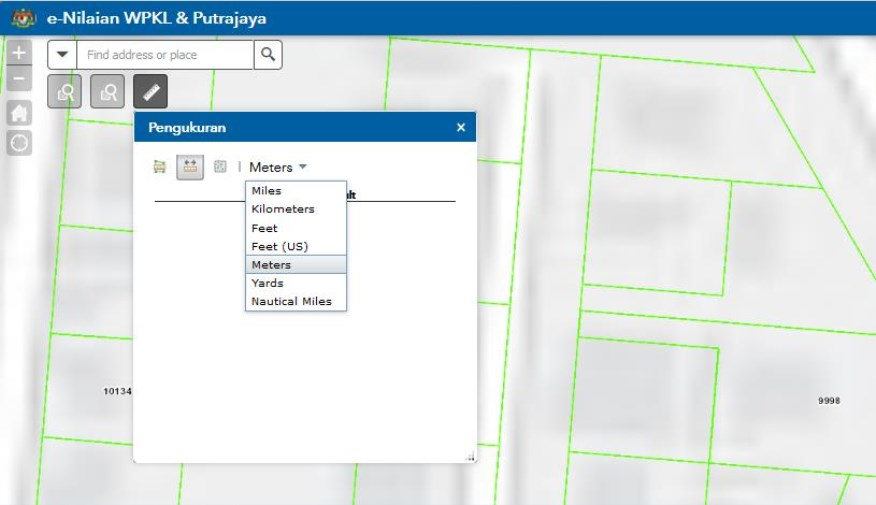 e-Nilaian WPKL & Putrajaya
Find address or place
Pengukuran
Meters
Miles
Kilometers
Feet
Feet (US)
Meters
Yards
Nautical Miles
10134
9998